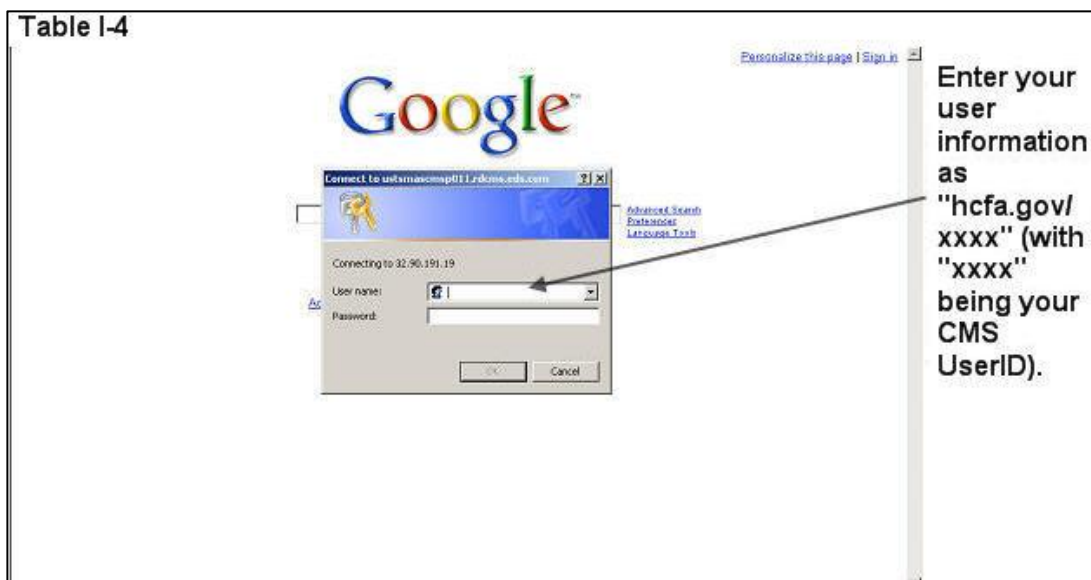 Table I-4
Personalize this page | Sign in
Google™
Connect to ustsmascmsp011.rdcms.eds.com
Advanced Search
Preferences
Language Tools
Connecting to 32.90.191.19
User name:
Password:
OK
Cancel
Enter your
user
information
as
"hcfa.gov/
xxxx" (with
"xxxx"
being your
CMS
UserID).